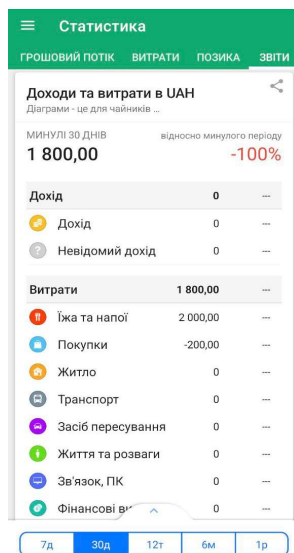 Статистика
ГРОШОВИЙ ПОТІК ВИТРАТИ ПОЗИКА ЗВІТИ
Доходи та витрати в UAH
Діаграми - це для чайників ...
МИНУЛІ 30 ДНІВ відносно минулого періоду
1 800,00 -100%
Дохід 0 ---
Дохід 0 ---
Невідомий дохід 0 ---
Витрати 1 800,00 ---
Їжа та напої 2 000,00 ---
Покупки -200,00 ---
Житло 0 ---
Транспорт 0 ---
Засіб пересування 0 ---
Життя та розваги 0 ---
Зв'язок, ПК 0 ---
Фінансові 0 ---
7д 30д 12т 6м 1р